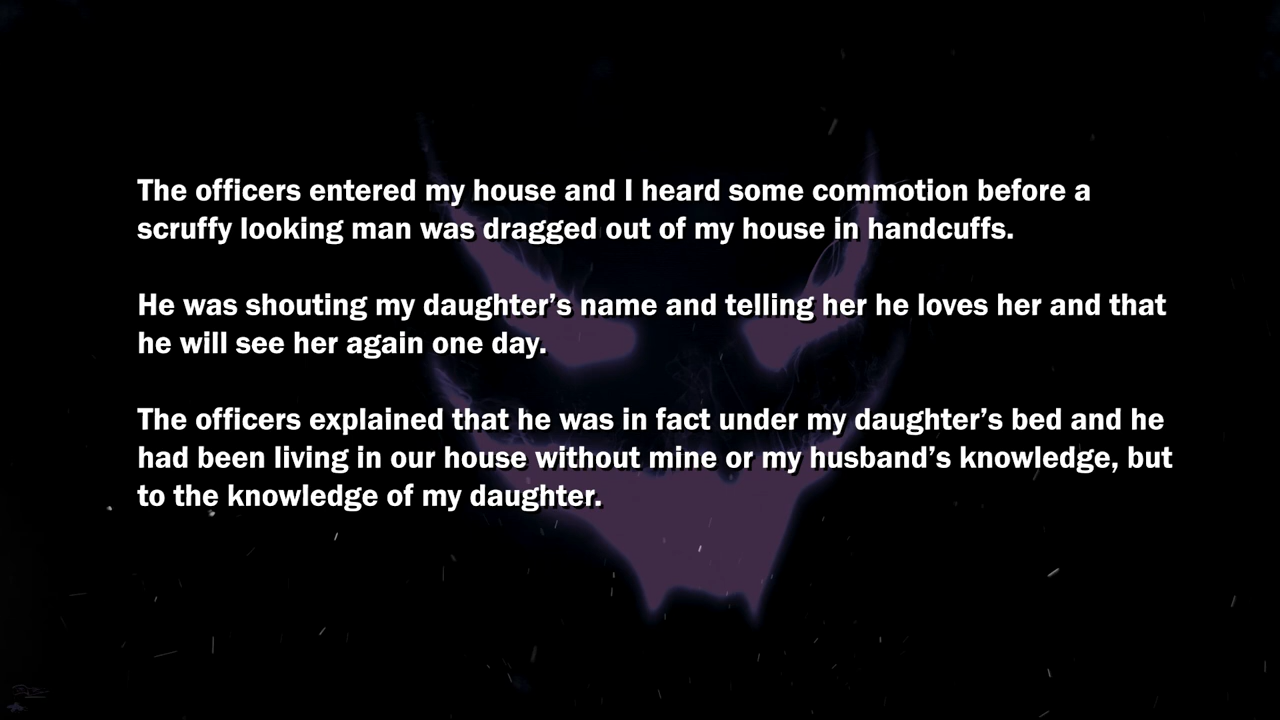 The officers entered my house and I heard some commotion before a
scruffy looking man was dragged out of my house in handcuffs.
He was shouting my daughter’s name and telling her he loves her and that
he will see her again one day.
The officers explained that he was in fact under my daughter’s bed and he
had been living in our house without mine or my husband’s knowledge, but
to the knowledge of my daughter.